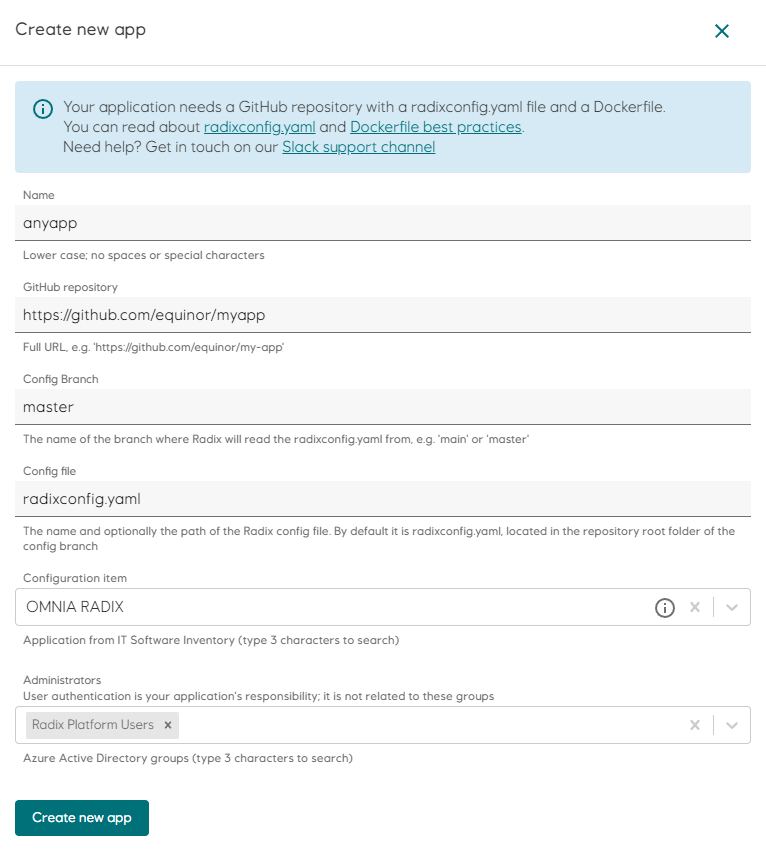 Create new app
Your application needs a GitHub repository with a radixconfig.yaml file and a Dockerfile.
You can read about radixconfig.yaml and Dockerfile best practices.
Need help? Get in touch on our Slack support channel
Name
anyapp
Lower case; no spaces or special characters
GitHub repository
https://github.com/equinor/myapp
Full URL, e.g. 'https://github.com/equinor/my-app'
Config Branch
master
The name of the branch where Radix will read the radixconfig.yaml from, e.g. 'main' or 'master'
Config file
radixconfig.yaml
The name and optionally the path of the Radix config file. By default it is radixconfig.yaml, located in the repository root folder of the
config branch
Configuration item
OMNIA RADIX
Application from IT Software Inventory (type 3 characters to search)
Administrators
User authentication is your application's responsibility; it is not related to these groups
Radix Platform Users
Azure Active Directory groups (type 3 characters to search)
Create new app